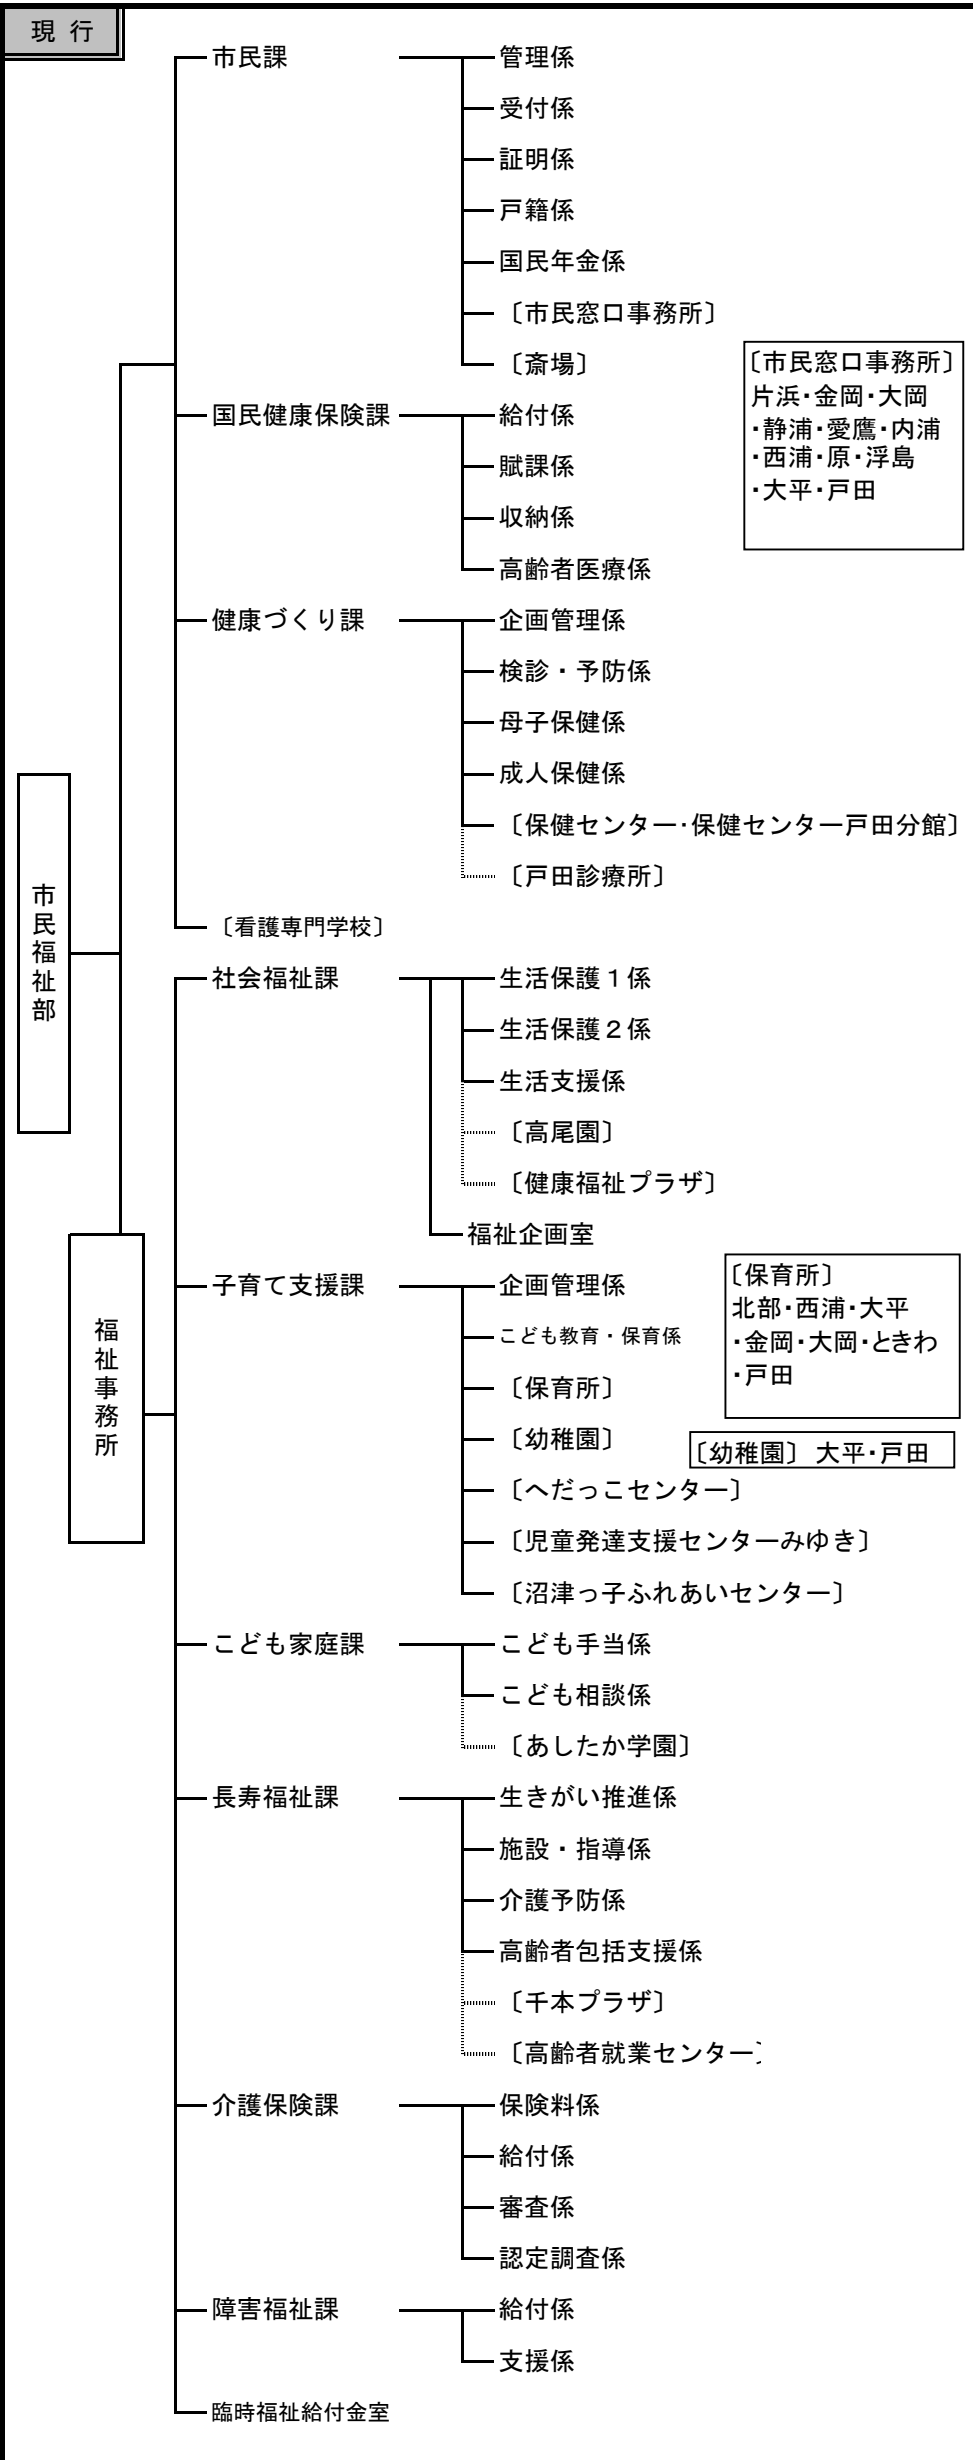 現 行
市民課
管理係
受付係
証明係
戸籍係
国民年金係
〔市民窓口事務所〕
〔斎場〕
〔市民窓口事務所〕
片浜・金岡・大岡
・静浦・愛鷹・内浦
・西浦・原・浮島
・大平・戸田
国民健康保険課
給付係
賦課係
収納係
高齢者医療係
健康づくり課
企画管理係
検診・予防係
母子保健係
成人保健係
〔保健センター・保健センター戸田分館〕
〔戸田診療所〕
〔看護専門学校〕
市民福祉部
社会福祉課
生活保護１係
生活保護２係
生活支援係
〔高尾園〕
〔健康福祉プラザ〕
福祉企画室
福祉事務所
子育て支援課
企画管理係
こども教育・保育係
〔保育所〕
〔幼稚園〕
〔へだっこセンター〕
〔児童発達支援センターみゆき〕
〔沼津っ子ふれあいセンター〕
〔保育所〕
北部・西浦・大平
・金岡・大岡・ときわ
・戸田
〔幼稚園〕 大平・戸田
こども家庭課
こども手当係
こども相談係
〔あしたか学園〕
長寿福祉課
生きがい推進係
施設・指導係
介護予防係
高齢者包括支援係
〔千本プラザ〕
〔高齢者就業センター〕
介護保険課
保険料係
給付係
審査係
認定調査係
障害福祉課
給付係
支援係
臨時福祉給付金室